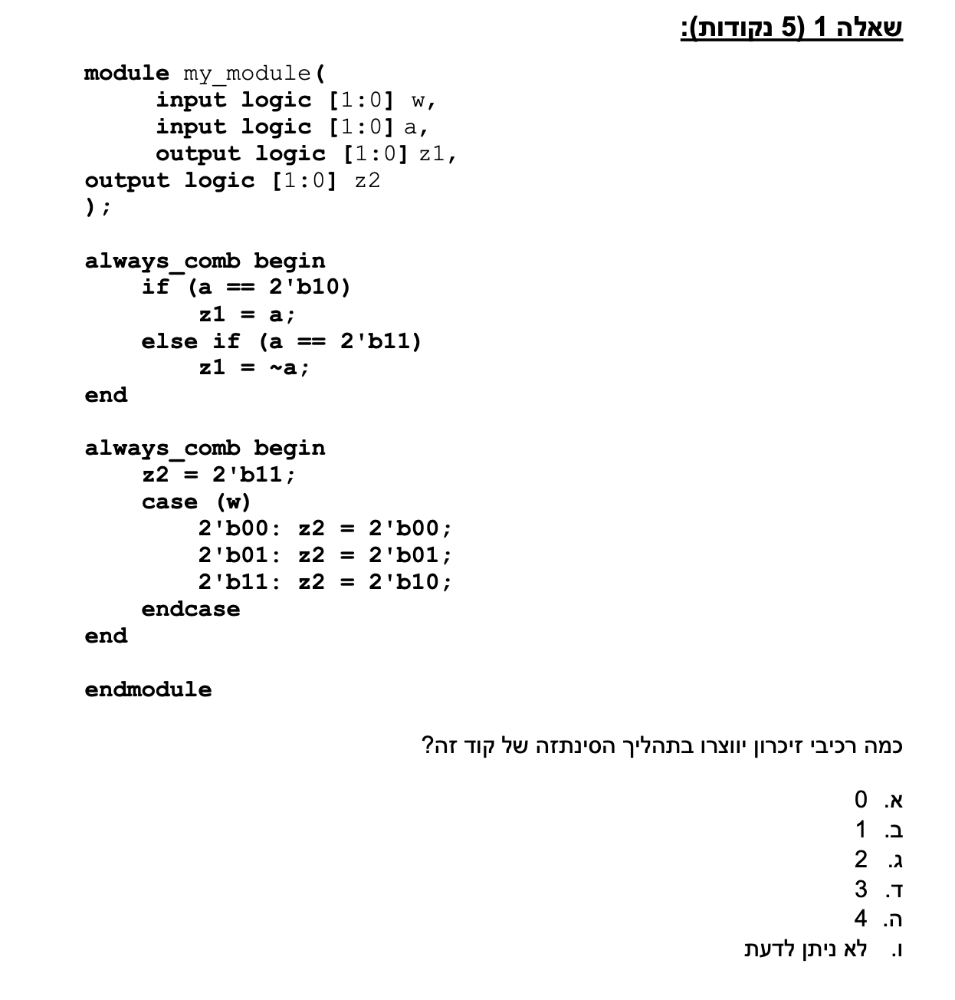 שאלה 1 (5 נקודות):
module my_module(
input logic [1:0] w,
input logic [1:0] a,
output logic [1:0] z1,
output logic [1:0] z2
);
always_comb begin
if (a == 2'b10)
z1 = a;
else if (a == 2'b11)
z1 = ~a;
end
always_comb begin
z2 = 2'b11;
case (w)
2'b00: z2 = 2'b00;
2'b01: z2 = 2'b01;
2'b11: z2 = 2'b10;
endcase
end
endmodule
כמה רכיבי זיכרון יווצרו בתהליך הסינתזה של קוד זה?
א. 0
ב. 1
ג. 2
ד. 3
ה. 4
ו. לא ניתן לדעת